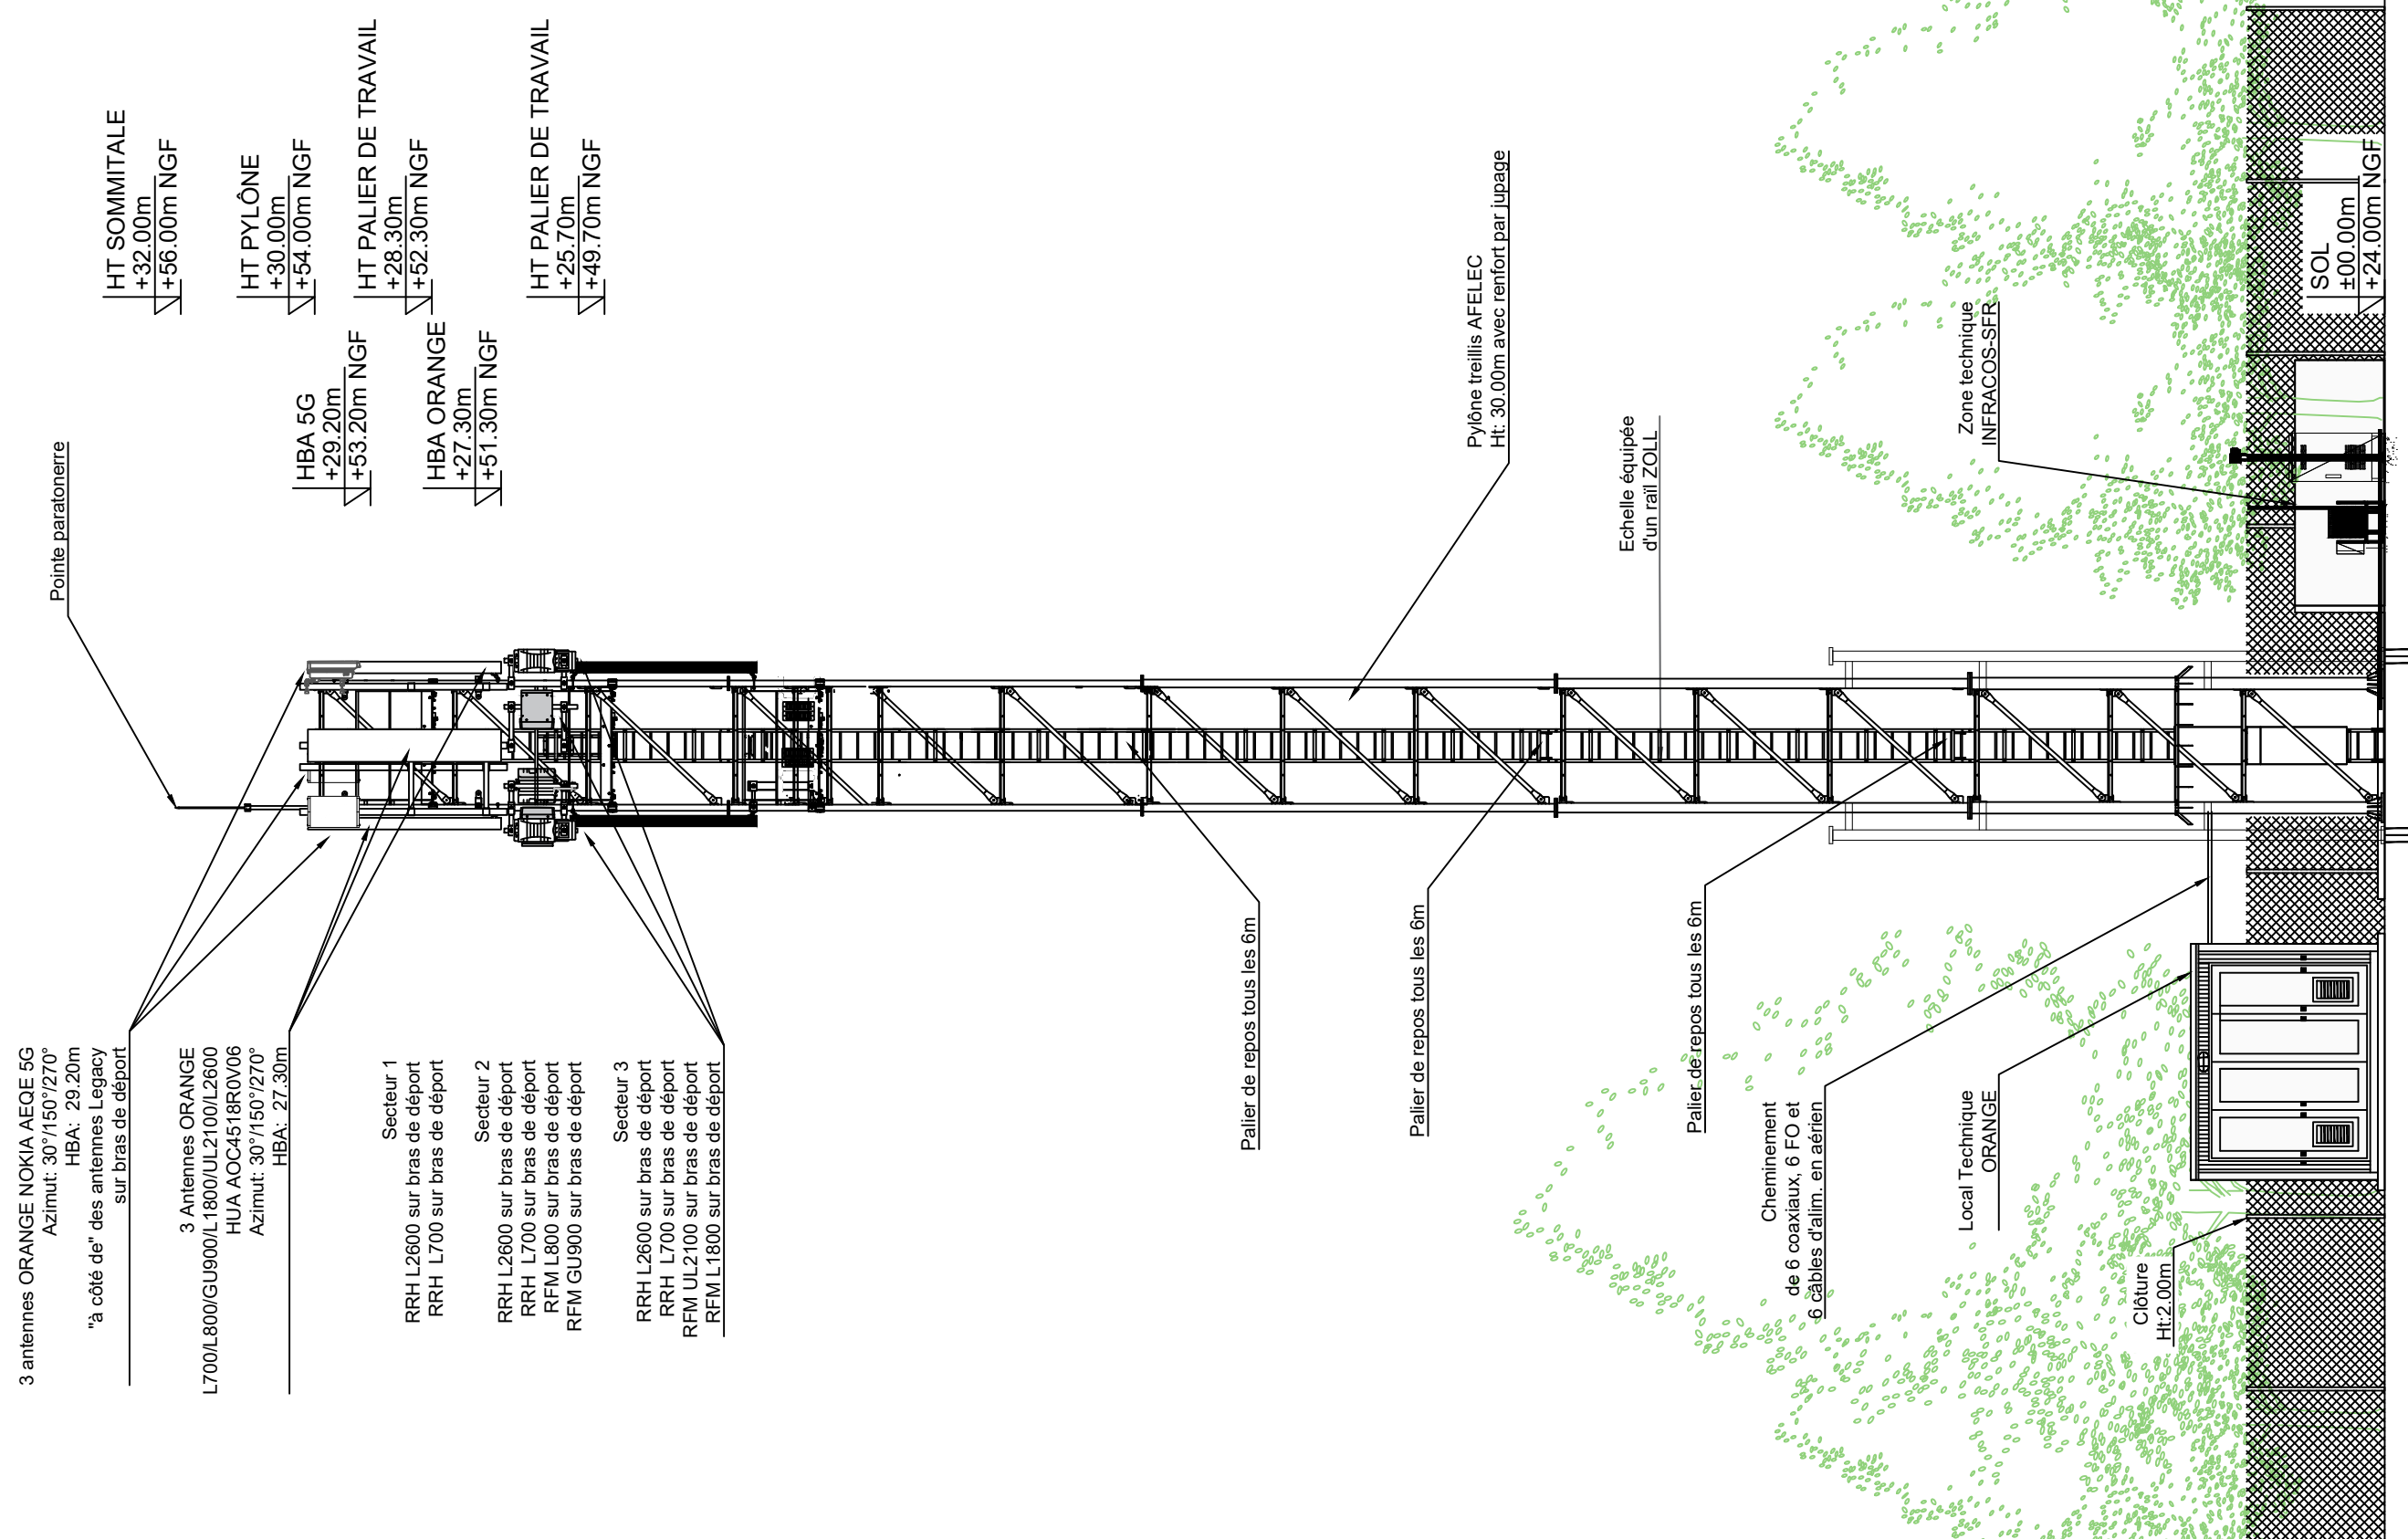 3 antennes ORANGE NOKIA AEQE 5G
Azimut: 30°/150°/270°
HBA: 29.20m
"à côté de" des antennes Legacy
sur bras de déport
3 Antennes ORANGE
L700/L800/GU900/L1800/UL2100/L2600
HUA AOC4518R0V06
Azimut: 30°/150°/270°
HBA: 27.30m
Secteur 1
RRH L2600 sur bras de déport
RRH L700 sur bras de déport
Secteur 2
RRH L2600 sur bras de déport
RRH L700 sur bras de déport
RFM L800 sur bras de déport
RFM GU900 sur bras de déport
Secteur 3
RRH L2600 sur bras de déport
RRH L700 sur bras de déport
RFM UL2100 sur bras de déport
RFM L1800 sur bras de déport
Palier de repos tous les 6m
Palier de repos tous les 6m
Palier de repos tous les 6m
Cheminement
de 6 coaxiaux, 6 FO et
6 câbles d'alim. en aérien
Local Technique
ORANGE
Clôture
Ht:2.00m
Pointe paratonerre
HT SOMMITALE
+32.00m
+56.00m NGF
HT PYLÔNE
+30.00m
+54.00m NGF
HBA 5G
+29.20m
+53.20m NGF
HT PALIER DE TRAVAIL
+28.30m
+52.30m NGF
HBA ORANGE
+27.30m
+51.30m NGF
HT PALIER DE TRAVAIL
+25.70m
+49.70m NGF
Pylône treillis AFELEC
Ht: 30.00m avec renfort par jupage
Echelle équipée
d'un raïl ZOLL
Zone technique
INFRACOS-SFR
SOL
±00.00m
+24.00m NGF